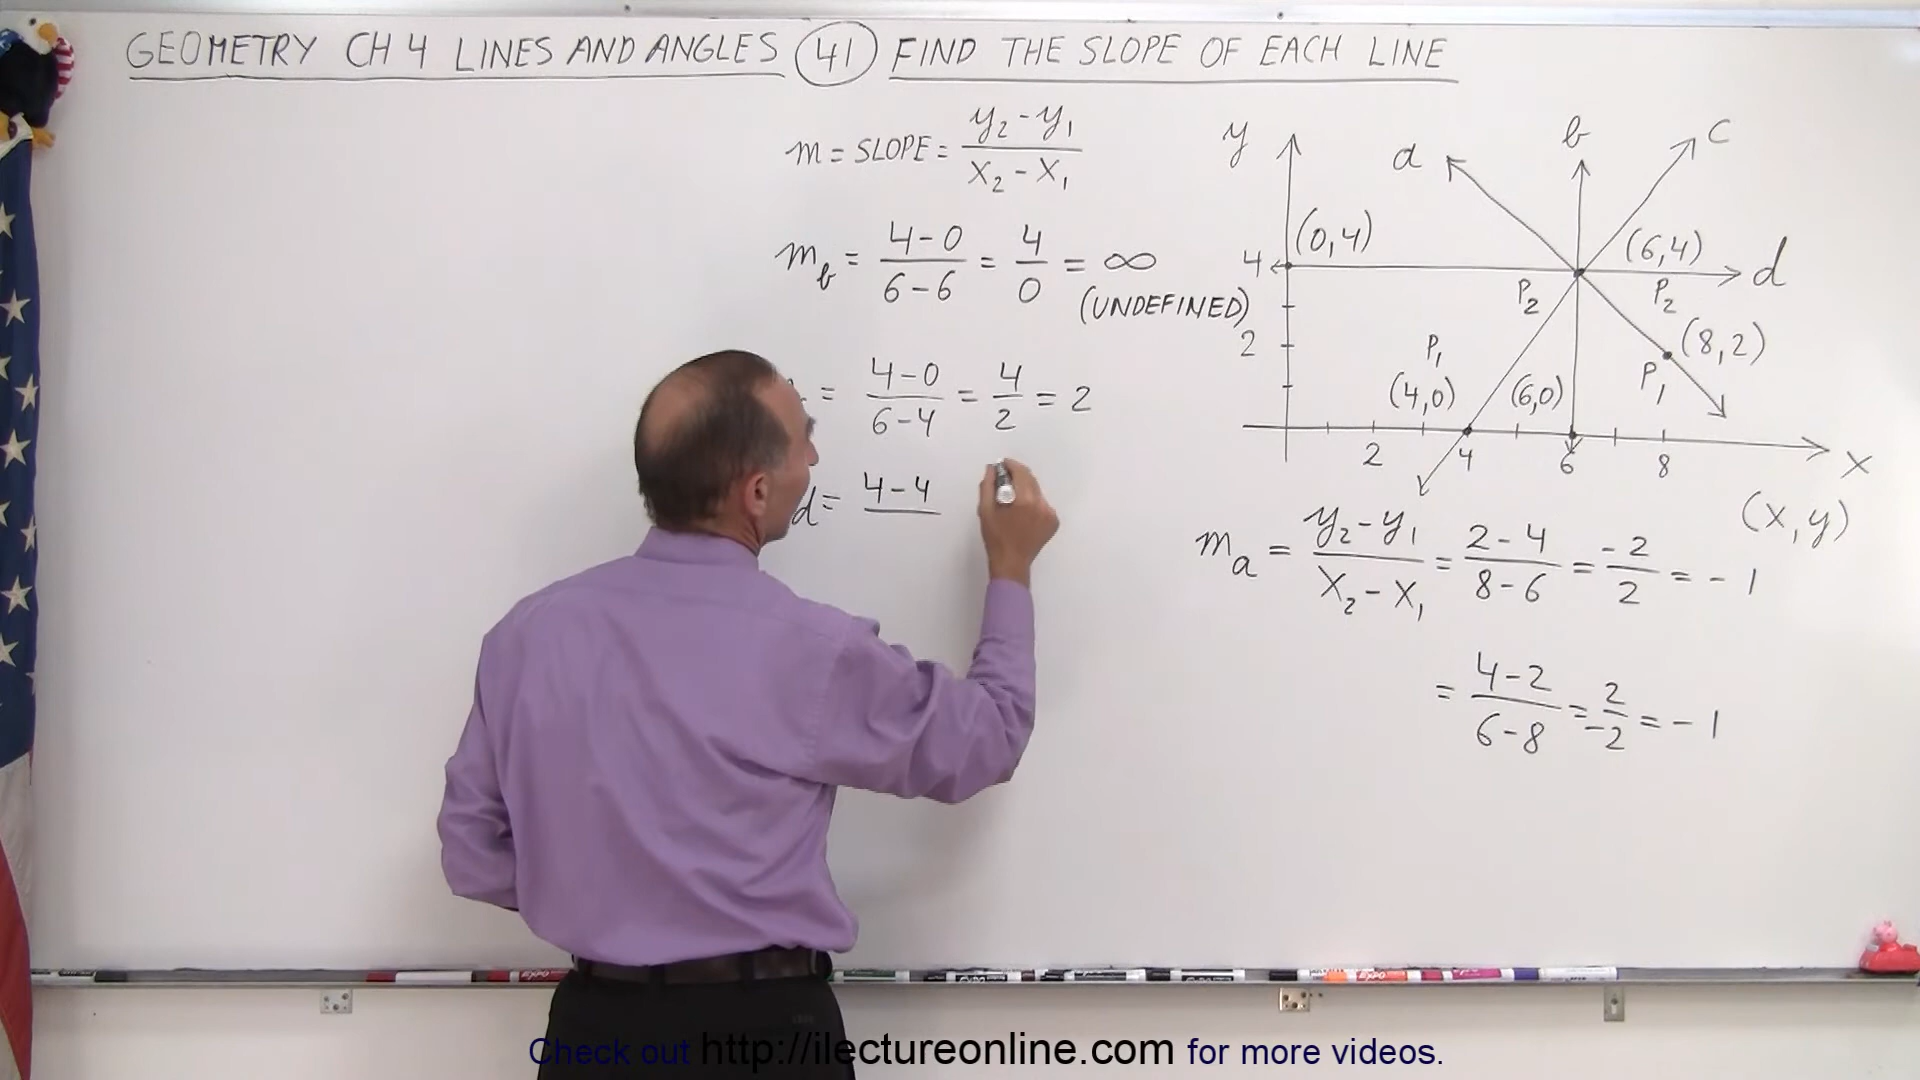 GEOMETRY CH 4 LINES AND ANGLES (41) FIND THE SLOPE OF EACH LINE
m = SLOPE = y₂ - y₁ / x₂ - x₁
m_b = 4 - 0 / 6 - 6 = 4/0 = ∞
(UNDEFINED)
= 4 - 0 / 6 - 4 = 4/2 = 2
d = 4 - 4
y
a
b
c
(0,4)
(6,4)
4
d
P₂
P₂
2
(8,2)
P₁
P₁
(4,0)
(6,0)
2 4 6 8
x
(x,y)
m_a = y₂ - y₁ / x₂ - x₁ = 2 - 4 / 8 - 6 = -2/2 = -1
= 4 - 2 / 6 - 8 = 2/-2 = -1
Check out http://ilectureonline.com for more videos.